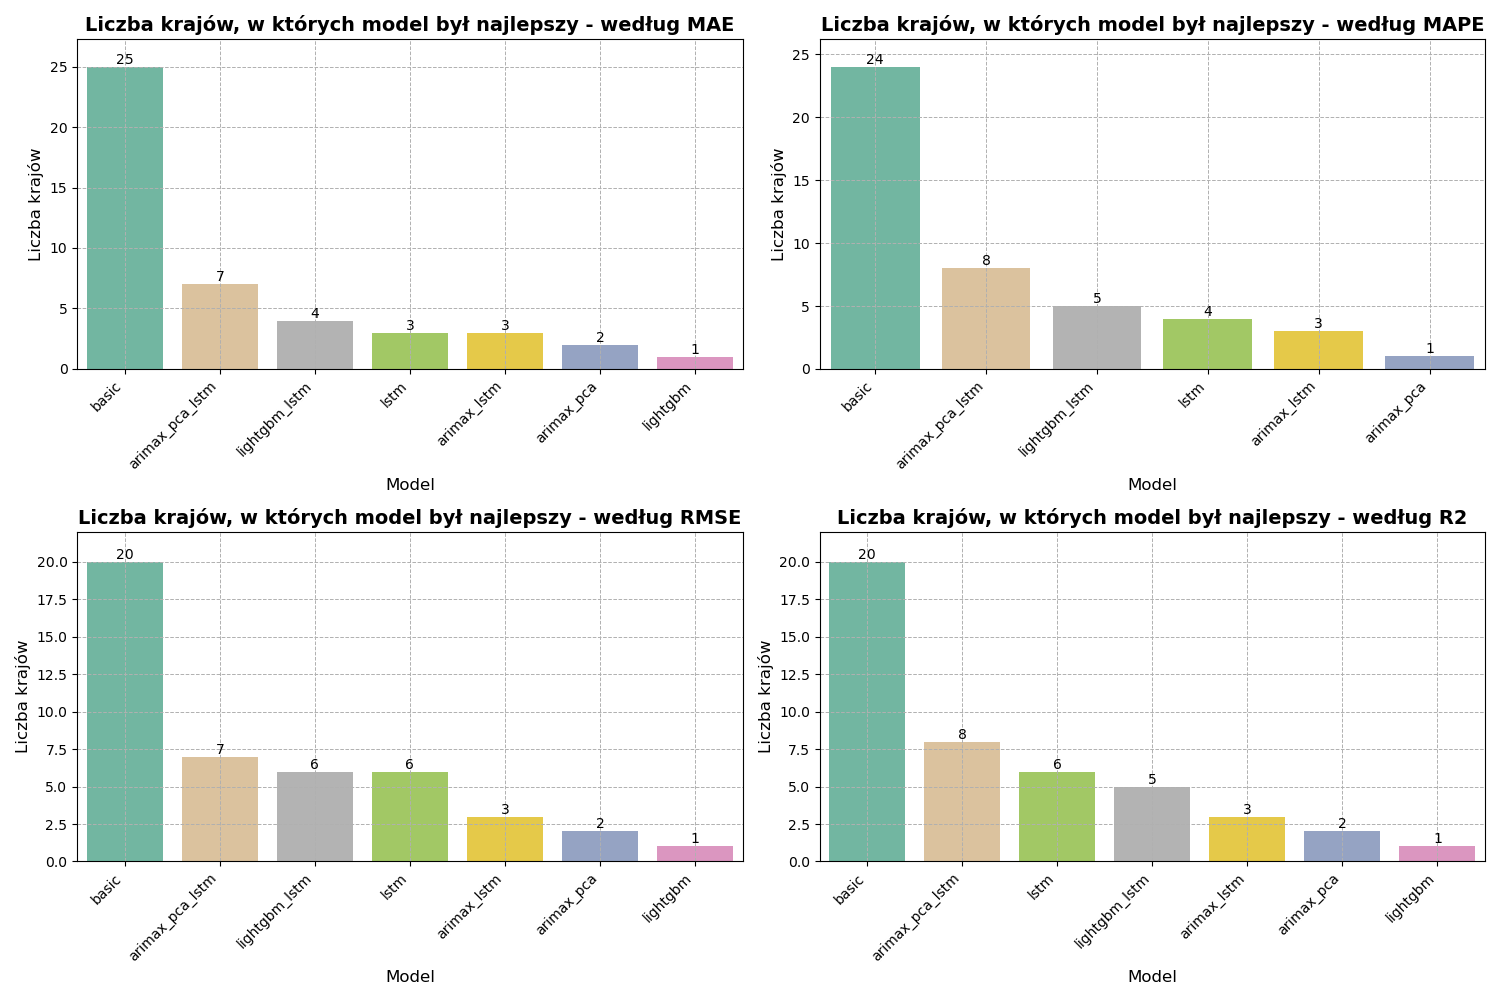 Liczba krajów, w których model był najlepszy - według MAE
Liczba krajów
25
20
15
10
5
0
25
7
4
3
3
2
1
basic
arimax_pca_lstm
lightgbm_lstm
lstm
arimax_lstm
arimax_pca
lightgbm
Model
Liczba krajów, w których model był najlepszy - według MAPE
Liczba krajów
25
20
15
10
5
0
24
8
5
4
3
1
basic
arimax_pca_lstm
lightgbm_lstm
lstm
arimax_lstm
arimax_pca
Model
Liczba krajów, w których model był najlepszy - według RMSE
Liczba krajów
20.0
17.5
15.0
12.5
10.0
7.5
5.0
2.5
0.0
20
7
6
6
3
2
1
basic
arimax_pca_lstm
lightgbm_lstm
lstm
arimax_lstm
arimax_pca
lightgbm
Model
Liczba krajów, w których model był najlepszy - według R2
Liczba krajów
20.0
17.5
15.0
12.5
10.0
7.5
5.0
2.5
0.0
20
8
6
5
3
2
1
basic
arimax_pca_lstm
lstm
lightgbm_lstm
arimax_lstm
arimax_pca
lightgbm
Model